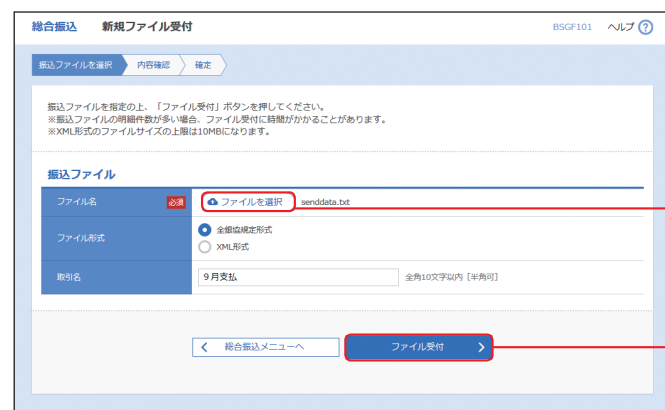 総合振込 新規ファイル受付 BSGF101 ヘルプ ?
振込ファイルを選択 内容確認 確定
振込ファイルを指定の上、「ファイル受付」ボタンを押してください。
※振込ファイルの明細件数が多い場合、ファイル受付に時間がかかることがあります。
※XML形式のファイルサイズの上限は10MBになります。
振込ファイル
ファイル名 必須 ファイルを選択 senddata.txt
ファイル形式 全銀協規定形式
XML形式
取引名 9月支払 全角10文字以内 [半角可]
総合振込メニューへ ファイル受付